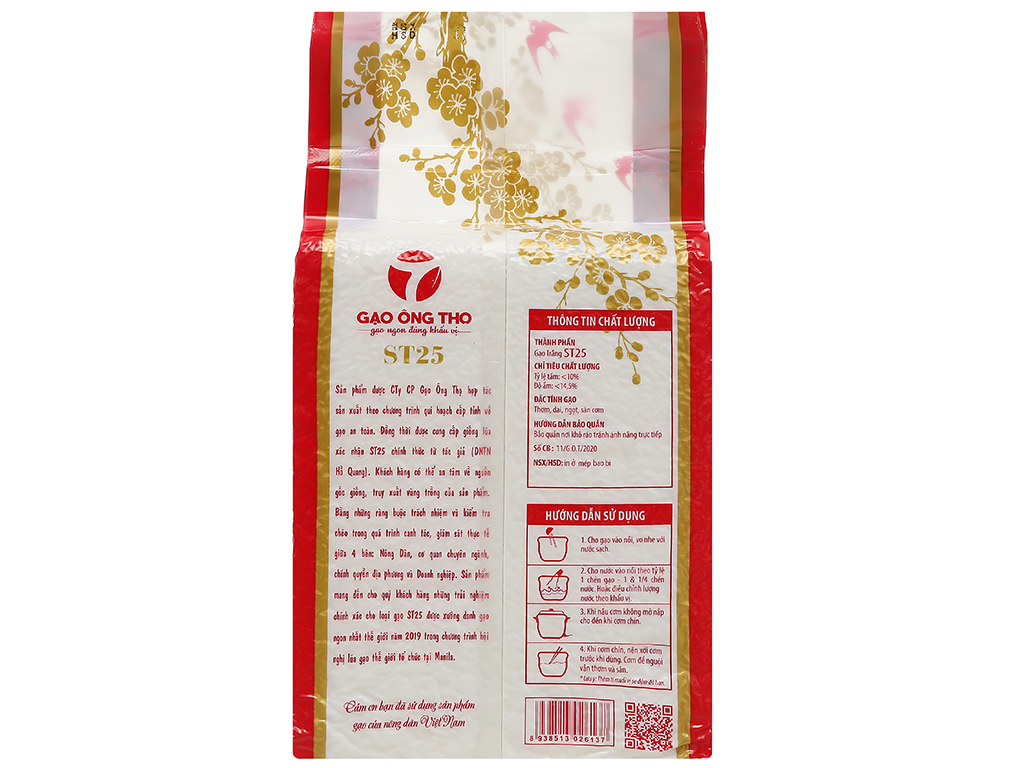 NSX
HSD
GẠO ÔNG THỌ
gạo ngon đúng khẩu vị
ST25
Sản phẩm được CTy CP Gạo Ông Thọ hợp tác
sản xuất theo chương trình qui hoạch cấp tỉnh về
gạo an toàn. Đồng thời được cung cấp giống lúa
xác nhận ST25 chính thức từ tác giả (DNTN
Hồ Quang). Khách hàng có thể an tâm về nguồn
gốc giống, truy xuất vùng trồng của sản phẩm.
Bằng những ràng buộc trách nhiệm và kiểm tra
chéo trong quá trình canh tác, giám sát thực tế
giữa 4 bên: Nông Dân, cơ quan chuyên ngành,
chính quyền địa phương và Doanh nghiệp. Sản phẩm
mang đến cho quý khách hàng những trải nghiệm
chính xác cho loại gạo ST25 được xướng danh gạo
ngon nhất thế giới năm 2019 trong chương trình hội
nghị lúa gạo thế giới tổ chức tại Manila.
Cảm ơn bạn đã sử dụng sản phẩm
gạo của nông dân Việt Nam
THÔNG TIN CHẤT LƯỢNG
THÀNH PHẦN
Gạo trắng ST25
CHỈ TIÊU CHẤT LƯỢNG
Tỷ lệ tấm: <10%
Độ ẩm: <14,5%
ĐẶC TÍNH GẠO
Thơm, dai, ngọt, săn cơm
HƯỚNG DẪN BẢO QUẢN
Bảo quản nơi khô ráo tránh ánh nắng trực tiếp
Số CB : 11/G.O.T/2020
NSX/HSD: in ở mép bao bì
HƯỚNG DẪN SỬ DỤNG
1. Cho gạo vào nồi, vo nhẹ với
nước sạch.
2. Cho nước vào nồi theo tỷ lệ
1 chén gạo - 1 & 1/4 chén
nước. Hoặc điều chỉnh lượng
nước theo khẩu vị.
3. Khi nấu cơm không mở nắp
cho đến khi cơm chín.
4. Khi cơm chín, nên xới cơm
trước khi dùng. Cơm để nguội
vẫn thơm và săn.
*Lưu ý: Thêm tí muối vị sẽ đậm đà hơn.
8 938513 026137